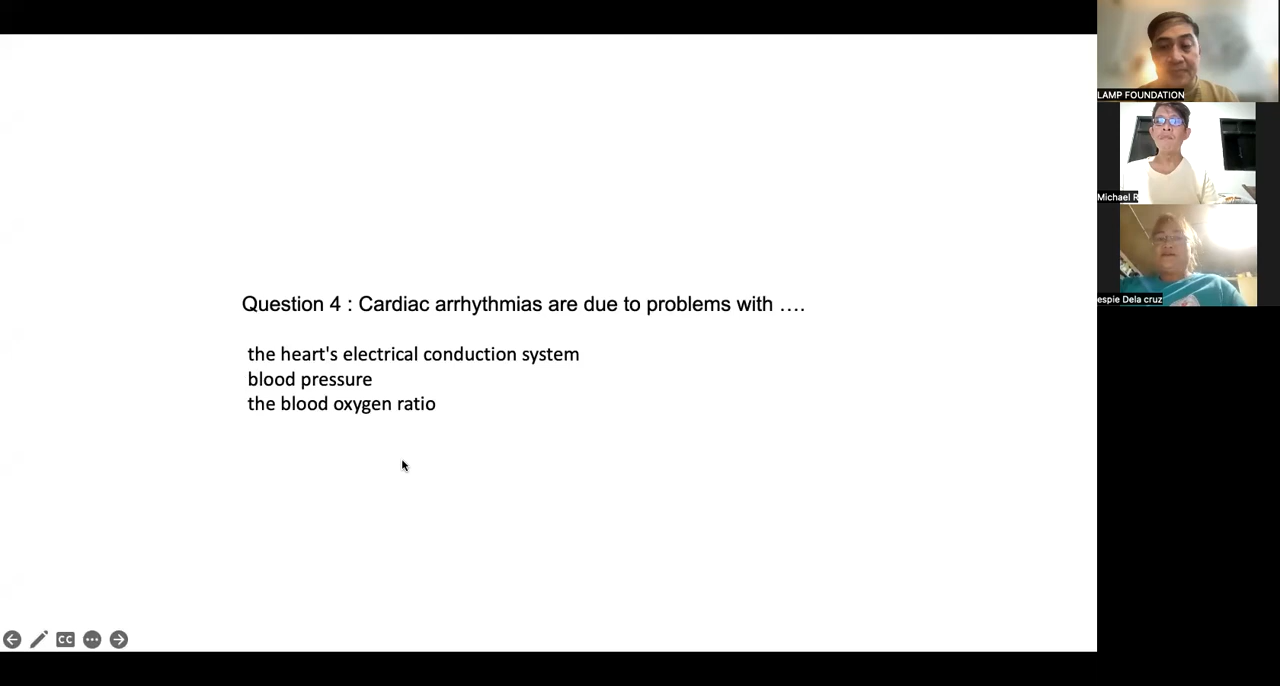 Question 4 : Cardiac arrhythmias are due to problems with ….
the heart's electrical conduction system
blood pressure
the blood oxygen ratio
LAMP FOUNDATION
Michael R
espie Dela cruz
CC